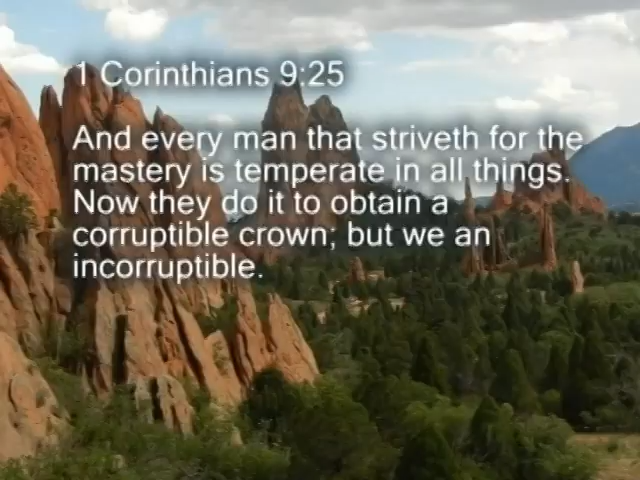 1 Corinthians 9:25
And every man that striveth for the
mastery is temperate in all things.
Now they do it to obtain a
corruptible crown; but we an
incorruptible.